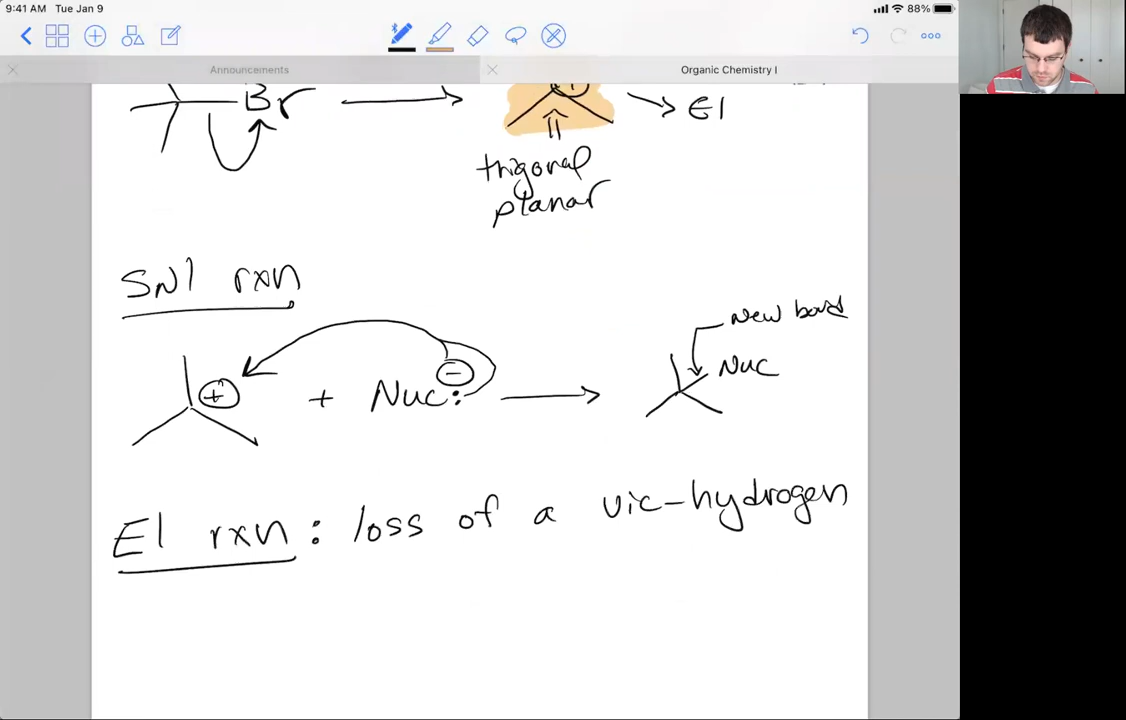 9:41 AM Tue Jan 9
88%
Announcements
Organic Chemistry I
Br
E1
trigonal
planar
SN1 rxn
New bond
+
+ Nuc:
−
Nuc
E1 rxn: loss of a vic-hydrogen